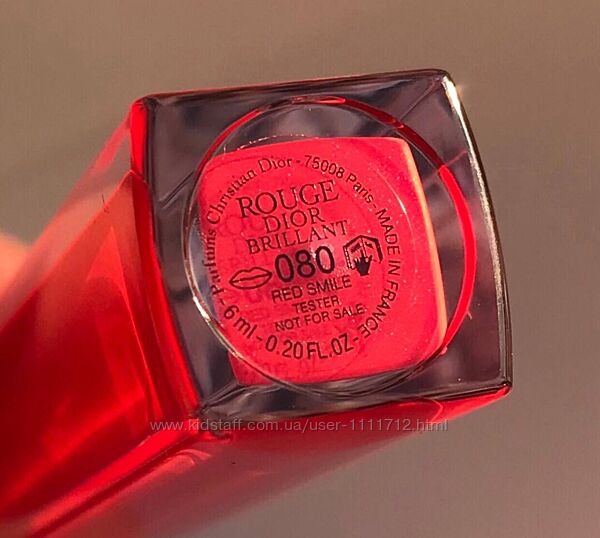 Parfums Christian Dior - 75008 Paris - MADE IN FRANCE
ROUGE
DIOR
BRILLANT
080
RED SMILE
TESTER
NOT FOR SALE
6 ml - 0.20 FL.OZ-
www.kidstaff.com.ua/user-1111712.html